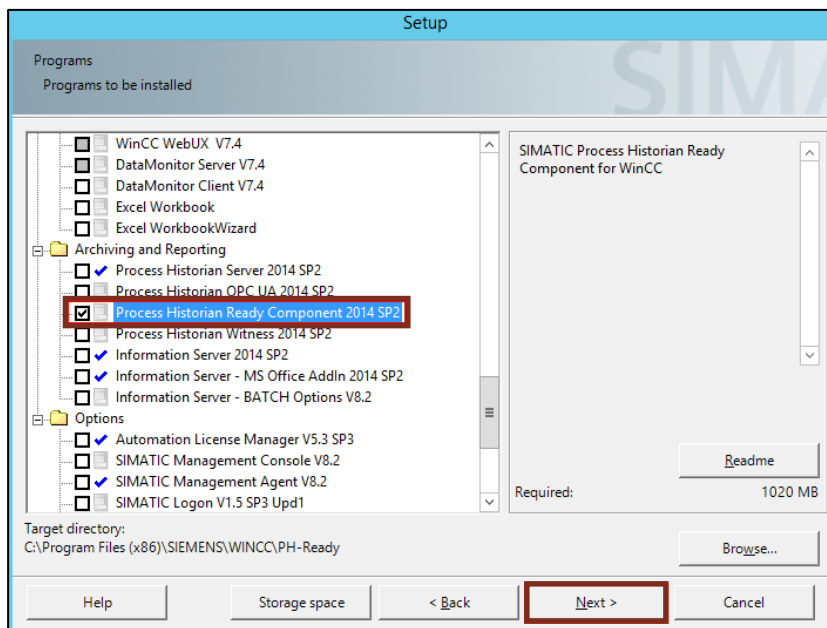 Setup
Programs
Programs to be installed
SIMA
WinCC WebUX V7.4
DataMonitor Server V7.4
DataMonitor Client V7.4
Excel Workbook
Excel WorkbookWizard
Archiving and Reporting
Process Historian Server 2014 SP2
Process Historian OPC UA 2014 SP2
Process Historian Ready Component 2014 SP2
Process Historian Witness 2014 SP2
Information Server 2014 SP2
Information Server - MS Office AddIn 2014 SP2
Information Server - BATCH Options V8.2
Options
Automation License Manager V5.3 SP3
SIMATIC Management Console V8.2
SIMATIC Management Agent V8.2
SIMATIC Logon V1.5 SP3 Upd1
SIMATIC Process Historian Ready
Component for WinCC
Readme
Required: 1020 MB
Target directory:
C:\Program Files (x86)\SIEMENS\WINCC\PH-Ready
Browse...
Help Storage space < Back Next > Cancel